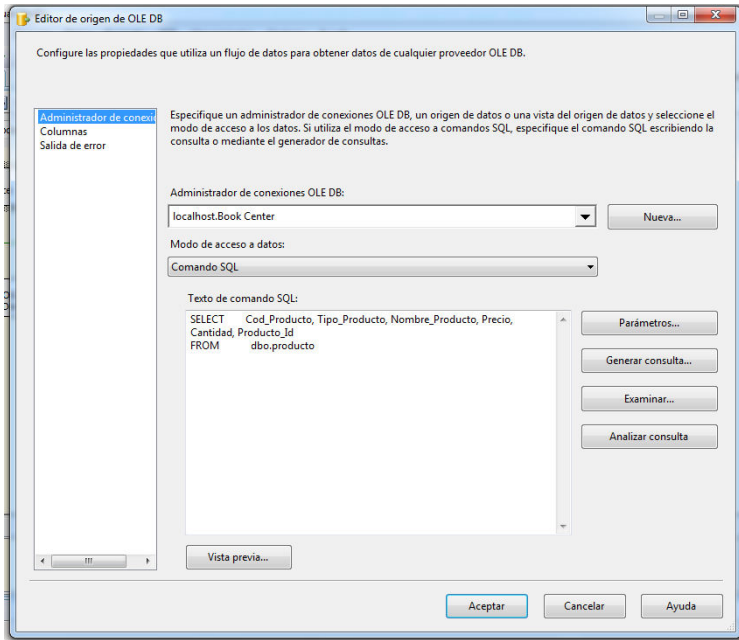 Editor de origen de OLE DB
Configure las propiedades que utiliza un flujo de datos para obtener datos de cualquier proveedor OLE DB.
Administrador de conexi
Columnas
Salida de error
Especifique un administrador de conexiones OLE DB, un origen de datos o una vista del origen de datos y seleccione el
modo de acceso a los datos. Si utiliza el modo de acceso a comandos SQL, especifique el comando SQL escribiendo la
consulta o mediante el generador de consultas.
Administrador de conexiones OLE DB:
localhost.Book Center
Nueva...
Modo de acceso a datos:
Comando SQL
Texto de comando SQL:
SELECT Cod_Producto, Tipo_Producto, Nombre_Producto, Precio,
Cantidad, Producto_Id
FROM dbo.producto
Parámetros...
Generar consulta...
Examinar...
Analizar consulta
Vista previa...
Aceptar
Cancelar
Ayuda